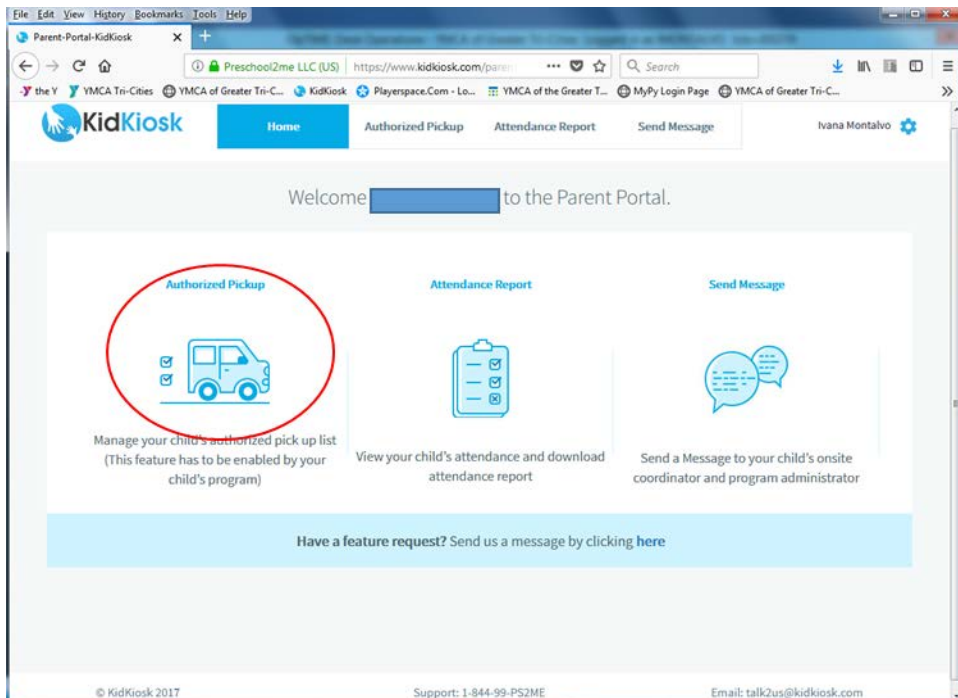 File Edit View History Bookmarks Tools Help
Parent-Portal-KidKiosk
Preschool2me LLC (US) https://www.kidkiosk.com/paren Search
the Y YMCA Tri-Cities YMCA of Greater Tri-C... KidKiosk Playerspace.Com - Lo... YMCA of the Greater T... MyPy Login Page YMCA of Greater Tri-C...
KidKiosk Home Authorized Pickup Attendance Report Send Message Ivana Montalvo
Welcome to the Parent Portal.
Authorized Pickup Attendance Report Send Message
Manage your child's authorized pick up list
(This feature has to be enabled by your
child's program)
View your child's attendance and download
attendance report
Send a Message to your child's onsite
coordinator and program administrator
Have a feature request? Send us a message by clicking here
© KidKiosk 2017 Support: 1-844-99-PS2ME Email: talk2us@kidkiosk.com